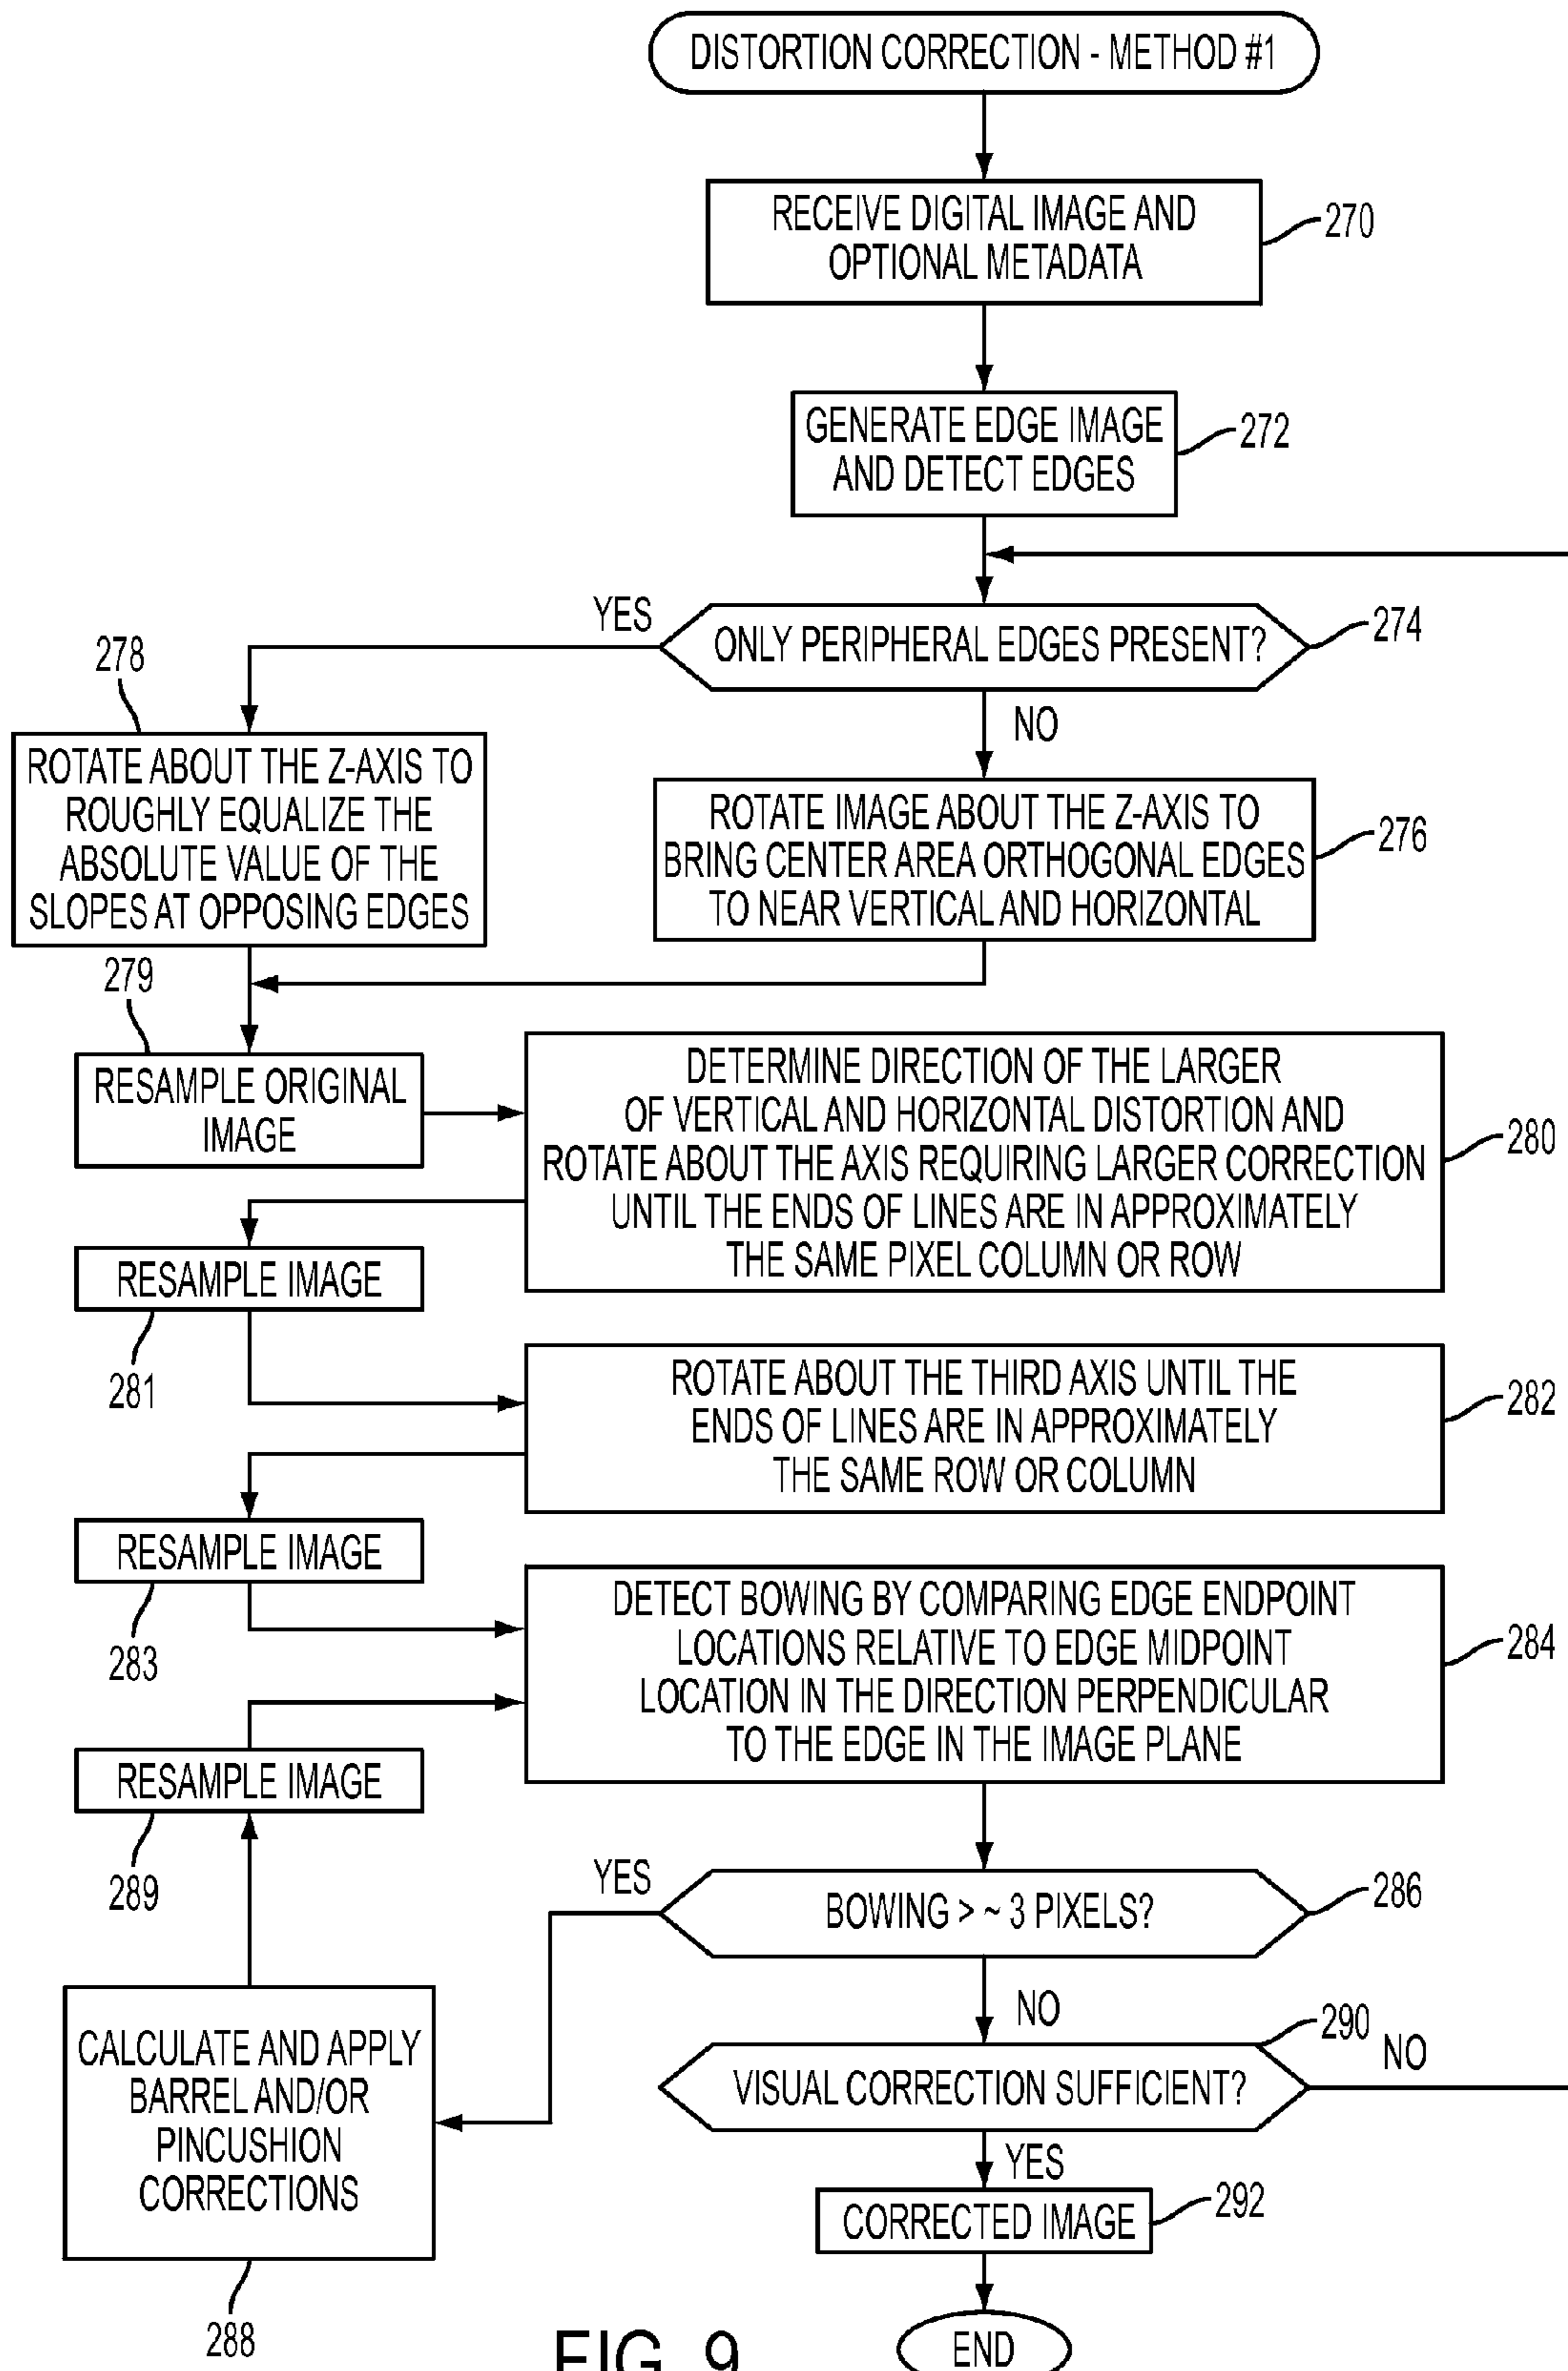 DISTORTION CORRECTION - METHOD #1
RECEIVE DIGITAL IMAGE AND
OPTIONAL METADATA
270
GENERATE EDGE IMAGE
AND DETECT EDGES
272
YES
ONLY PERIPHERAL EDGES PRESENT?
274
NO
278
ROTATE ABOUT THE Z-AXIS TO
ROUGHLY EQUALIZE THE
ABSOLUTE VALUE OF THE
SLOPES AT OPPOSING EDGES
ROTATE IMAGE ABOUT THE Z-AXIS TO
BRING CENTER AREA ORTHOGONAL EDGES
TO NEAR VERTICAL AND HORIZONTAL
276
279
RESAMPLE ORIGINAL
IMAGE
DETERMINE DIRECTION OF THE LARGER
OF VERTICAL AND HORIZONTAL DISTORTION AND
ROTATE ABOUT THE AXIS REQUIRING LARGER CORRECTION
UNTIL THE ENDS OF LINES ARE IN APPROXIMATELY
THE SAME PIXEL COLUMN OR ROW
280
RESAMPLE IMAGE
281
ROTATE ABOUT THE THIRD AXIS UNTIL THE
ENDS OF LINES ARE IN APPROXIMATELY
THE SAME ROW OR COLUMN
282
RESAMPLE IMAGE
283
DETECT BOWING BY COMPARING EDGE ENDPOINT
LOCATIONS RELATIVE TO EDGE MIDPOINT
LOCATION IN THE DIRECTION PERPENDICULAR
TO THE EDGE IN THE IMAGE PLANE
284
RESAMPLE IMAGE
289
YES
BOWING > ~ 3 PIXELS?
286
NO
CALCULATE AND APPLY
BARREL AND/OR
PINCUSHION
CORRECTIONS
288
VISUAL CORRECTION SUFFICIENT?
290
NO
YES
CORRECTED IMAGE
292
END
FIG. 9